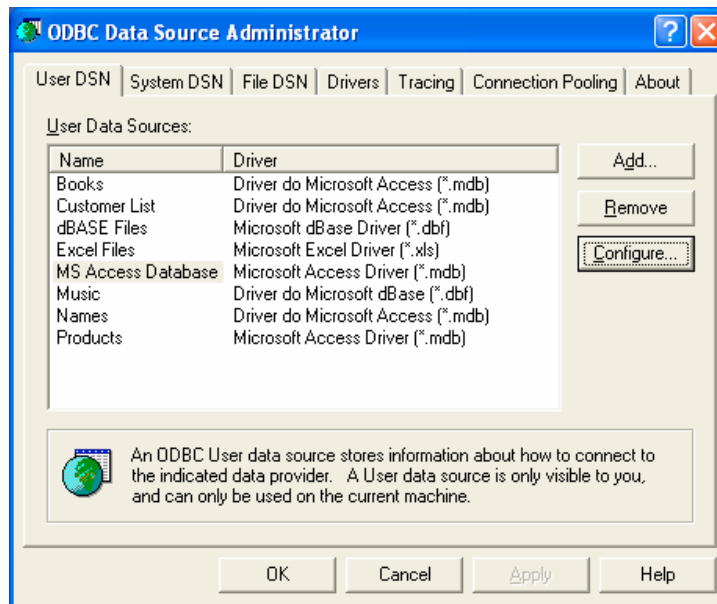 ODBC Data Source Administrator
User DSN System DSN File DSN Drivers Tracing Connection Pooling About
User Data Sources:
Name Driver
Books Driver do Microsoft Access (*.mdb)
Customer List Driver do Microsoft Access (*.mdb)
dBASE Files Microsoft dBase Driver (*.dbf)
Excel Files Microsoft Excel Driver (*.xls)
MS Access Database Microsoft Access Driver (*.mdb)
Music Driver do Microsoft dBase (*.dbf)
Names Driver do Microsoft Access (*.mdb)
Products Microsoft Access Driver (*.mdb)
Add...
Remove
Configure...
An ODBC User data source stores information about how to connect to
the indicated data provider. A User data source is only visible to you,
and can only be used on the current machine.
OK Cancel Apply Help